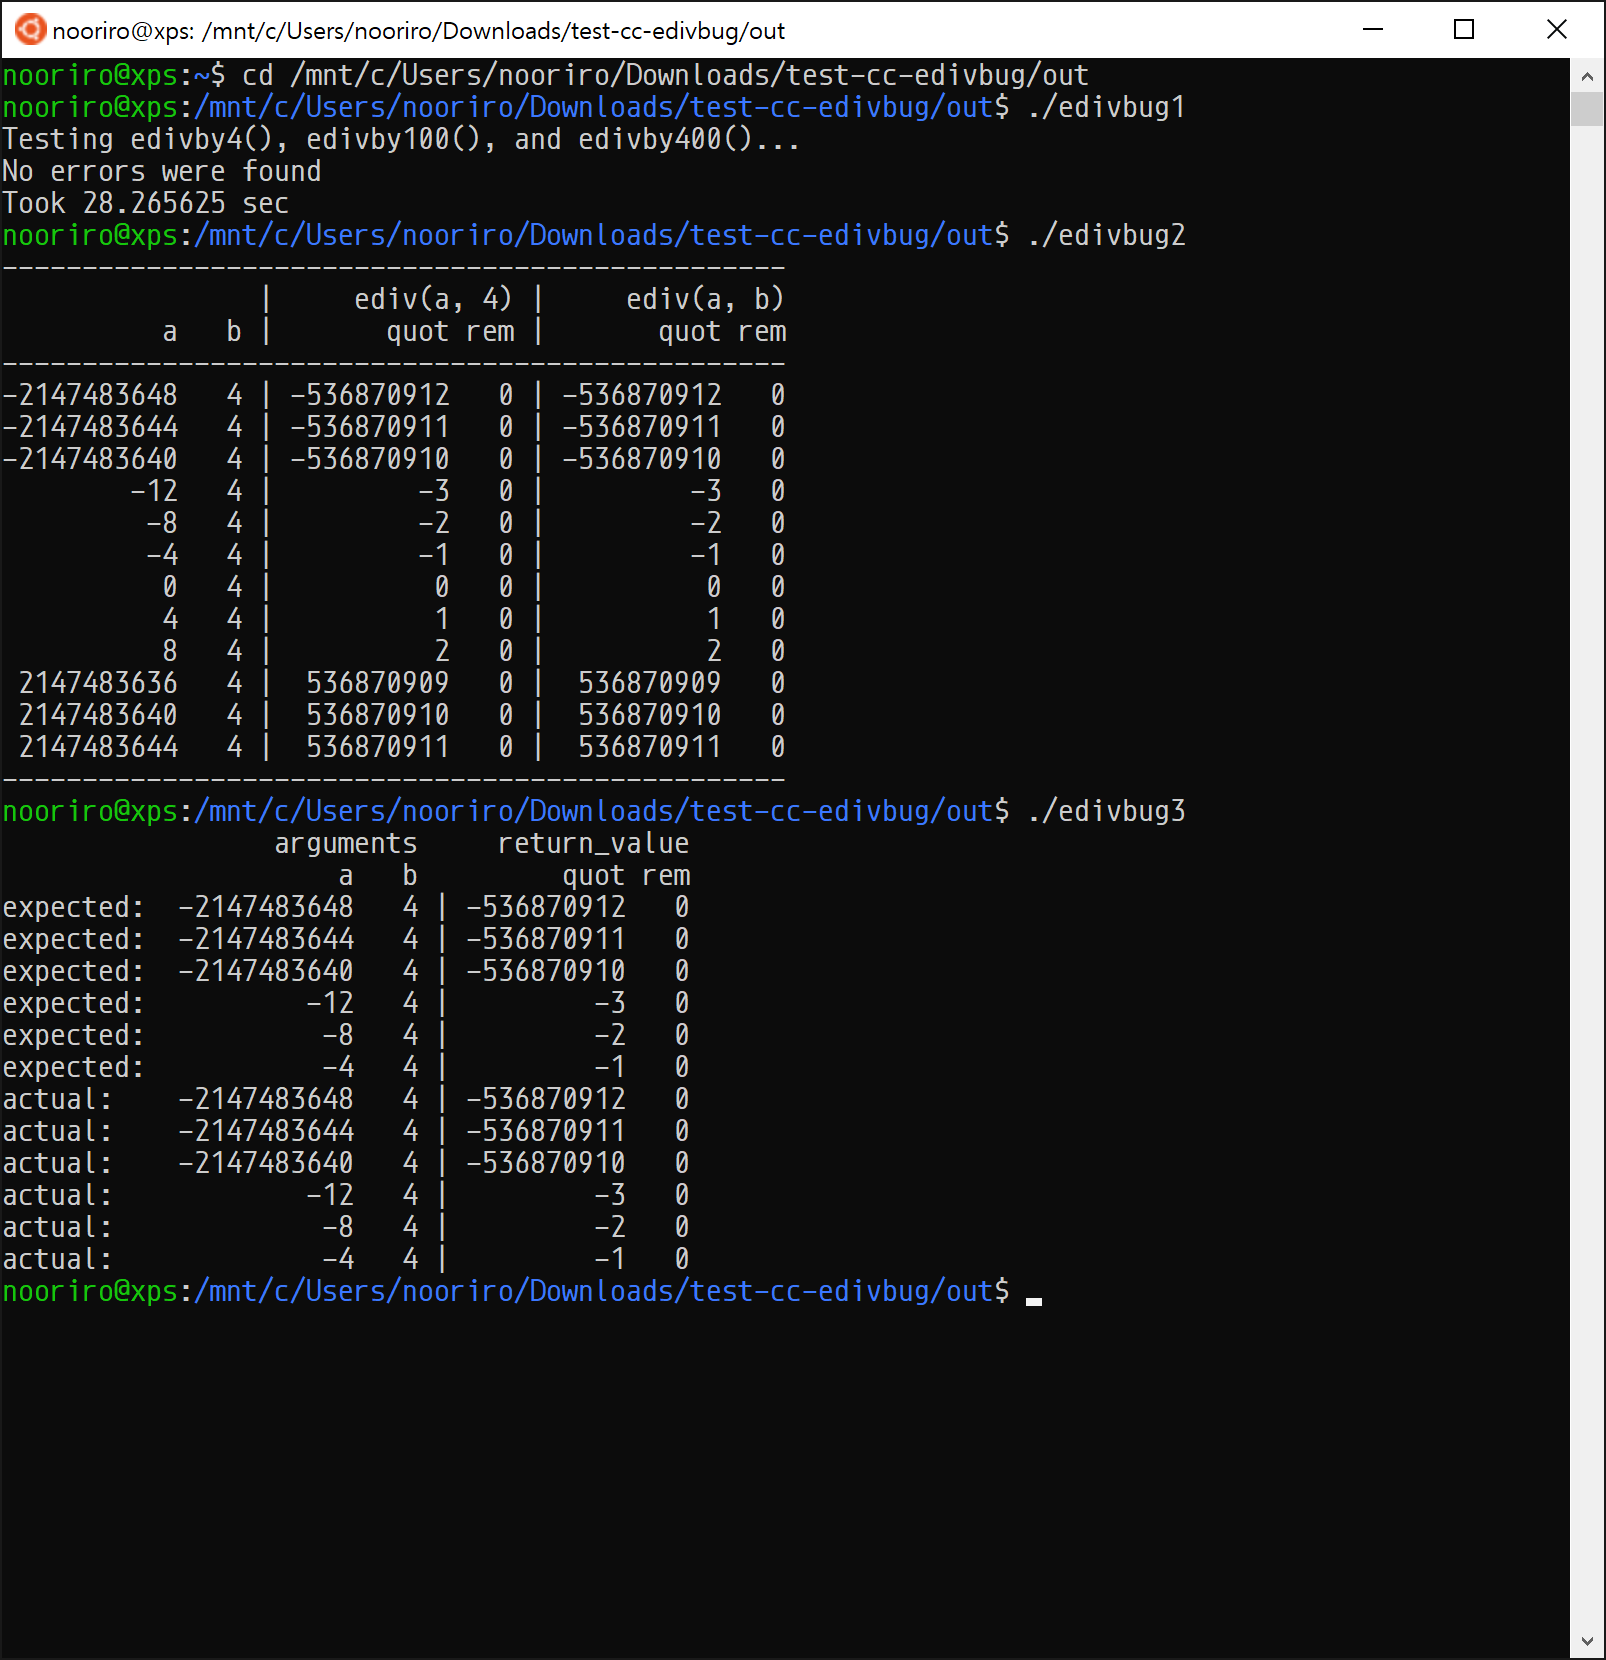 nooriro@xps: /mnt/c/Users/nooriro/Downloads/test-cc-edivbug/out
nooriro@xps:~$ cd /mnt/c/Users/nooriro/Downloads/test-cc-edivbug/out
nooriro@xps:/mnt/c/Users/nooriro/Downloads/test-cc-edivbug/out$ ./edivbug1
Testing edivby4(), edivby100(), and edivby400()...
No errors were found
Took 28.265625 sec
nooriro@xps:/mnt/c/Users/nooriro/Downloads/test-cc-edivbug/out$ ./edivbug2
-------------------------------------------------
                |     ediv(a, 4) |     ediv(a, b)
          a   b |       quot rem |       quot rem
-------------------------------------------------
-2147483648   4 | -536870912   0 | -536870912   0
-2147483644   4 | -536870911   0 | -536870911   0
-2147483640   4 | -536870910   0 | -536870910   0
        -12   4 |         -3   0 |         -3   0
         -8   4 |         -2   0 |         -2   0
         -4   4 |         -1   0 |         -1   0
          0   4 |          0   0 |          0   0
          4   4 |          1   0 |          1   0
          8   4 |          2   0 |          2   0
 2147483636   4 |  536870909   0 |  536870909   0
 2147483640   4 |  536870910   0 |  536870910   0
 2147483644   4 |  536870911   0 |  536870911   0
-------------------------------------------------
nooriro@xps:/mnt/c/Users/nooriro/Downloads/test-cc-edivbug/out$ ./edivbug3
                 arguments     return_value
                     a   b         quot rem
expected:  -2147483648   4 | -536870912   0
expected:  -2147483644   4 | -536870911   0
expected:  -2147483640   4 | -536870910   0
expected:          -12   4 |         -3   0
expected:           -8   4 |         -2   0
expected:           -4   4 |         -1   0
actual:    -2147483648   4 | -536870912   0
actual:    -2147483644   4 | -536870911   0
actual:    -2147483640   4 | -536870910   0
actual:            -12   4 |         -3   0
actual:             -8   4 |         -2   0
actual:             -4   4 |         -1   0
nooriro@xps:/mnt/c/Users/nooriro/Downloads/test-cc-edivbug/out$